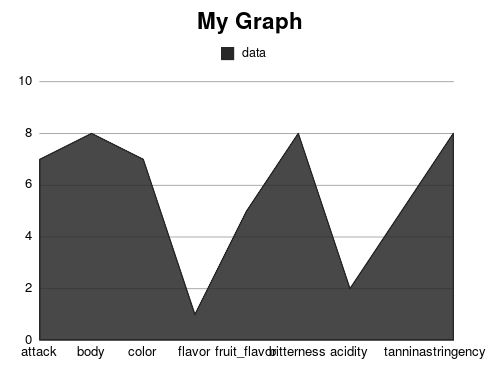 My Graph
data
10
8
6
4
2
0
attack body color flavor fruit_flavor bitterness acidity tannin astringency